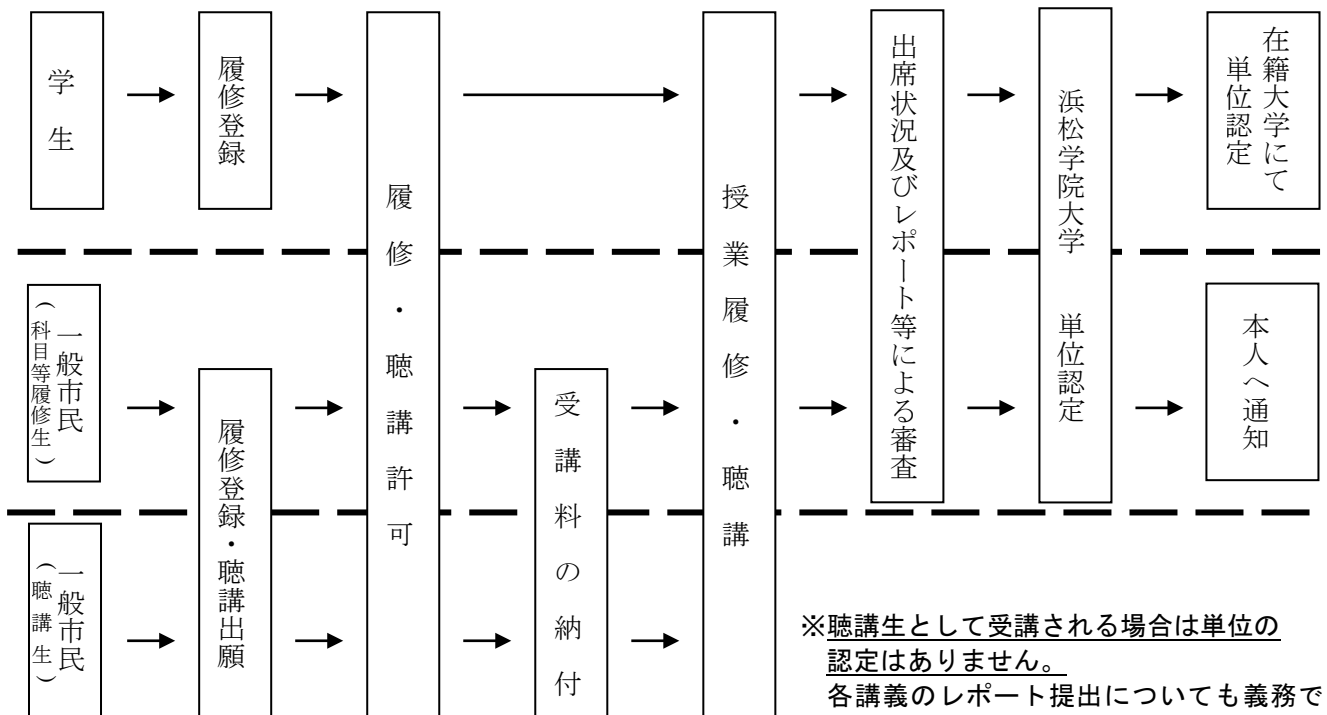 学生
履修登録
履修・聴講許可
授業履修・聴講
出席状況及びレポート等による審査
浜松学院大学　単位認定
在籍大学にて
単位認定
一般市民
（科目等履修生）
履修登録・聴講出願
受講料の納付
本人へ通知
一般市民
（聴講生）
※聴講生として受講される場合は単位の
認定はありません。
各講義のレポート提出についても義務で